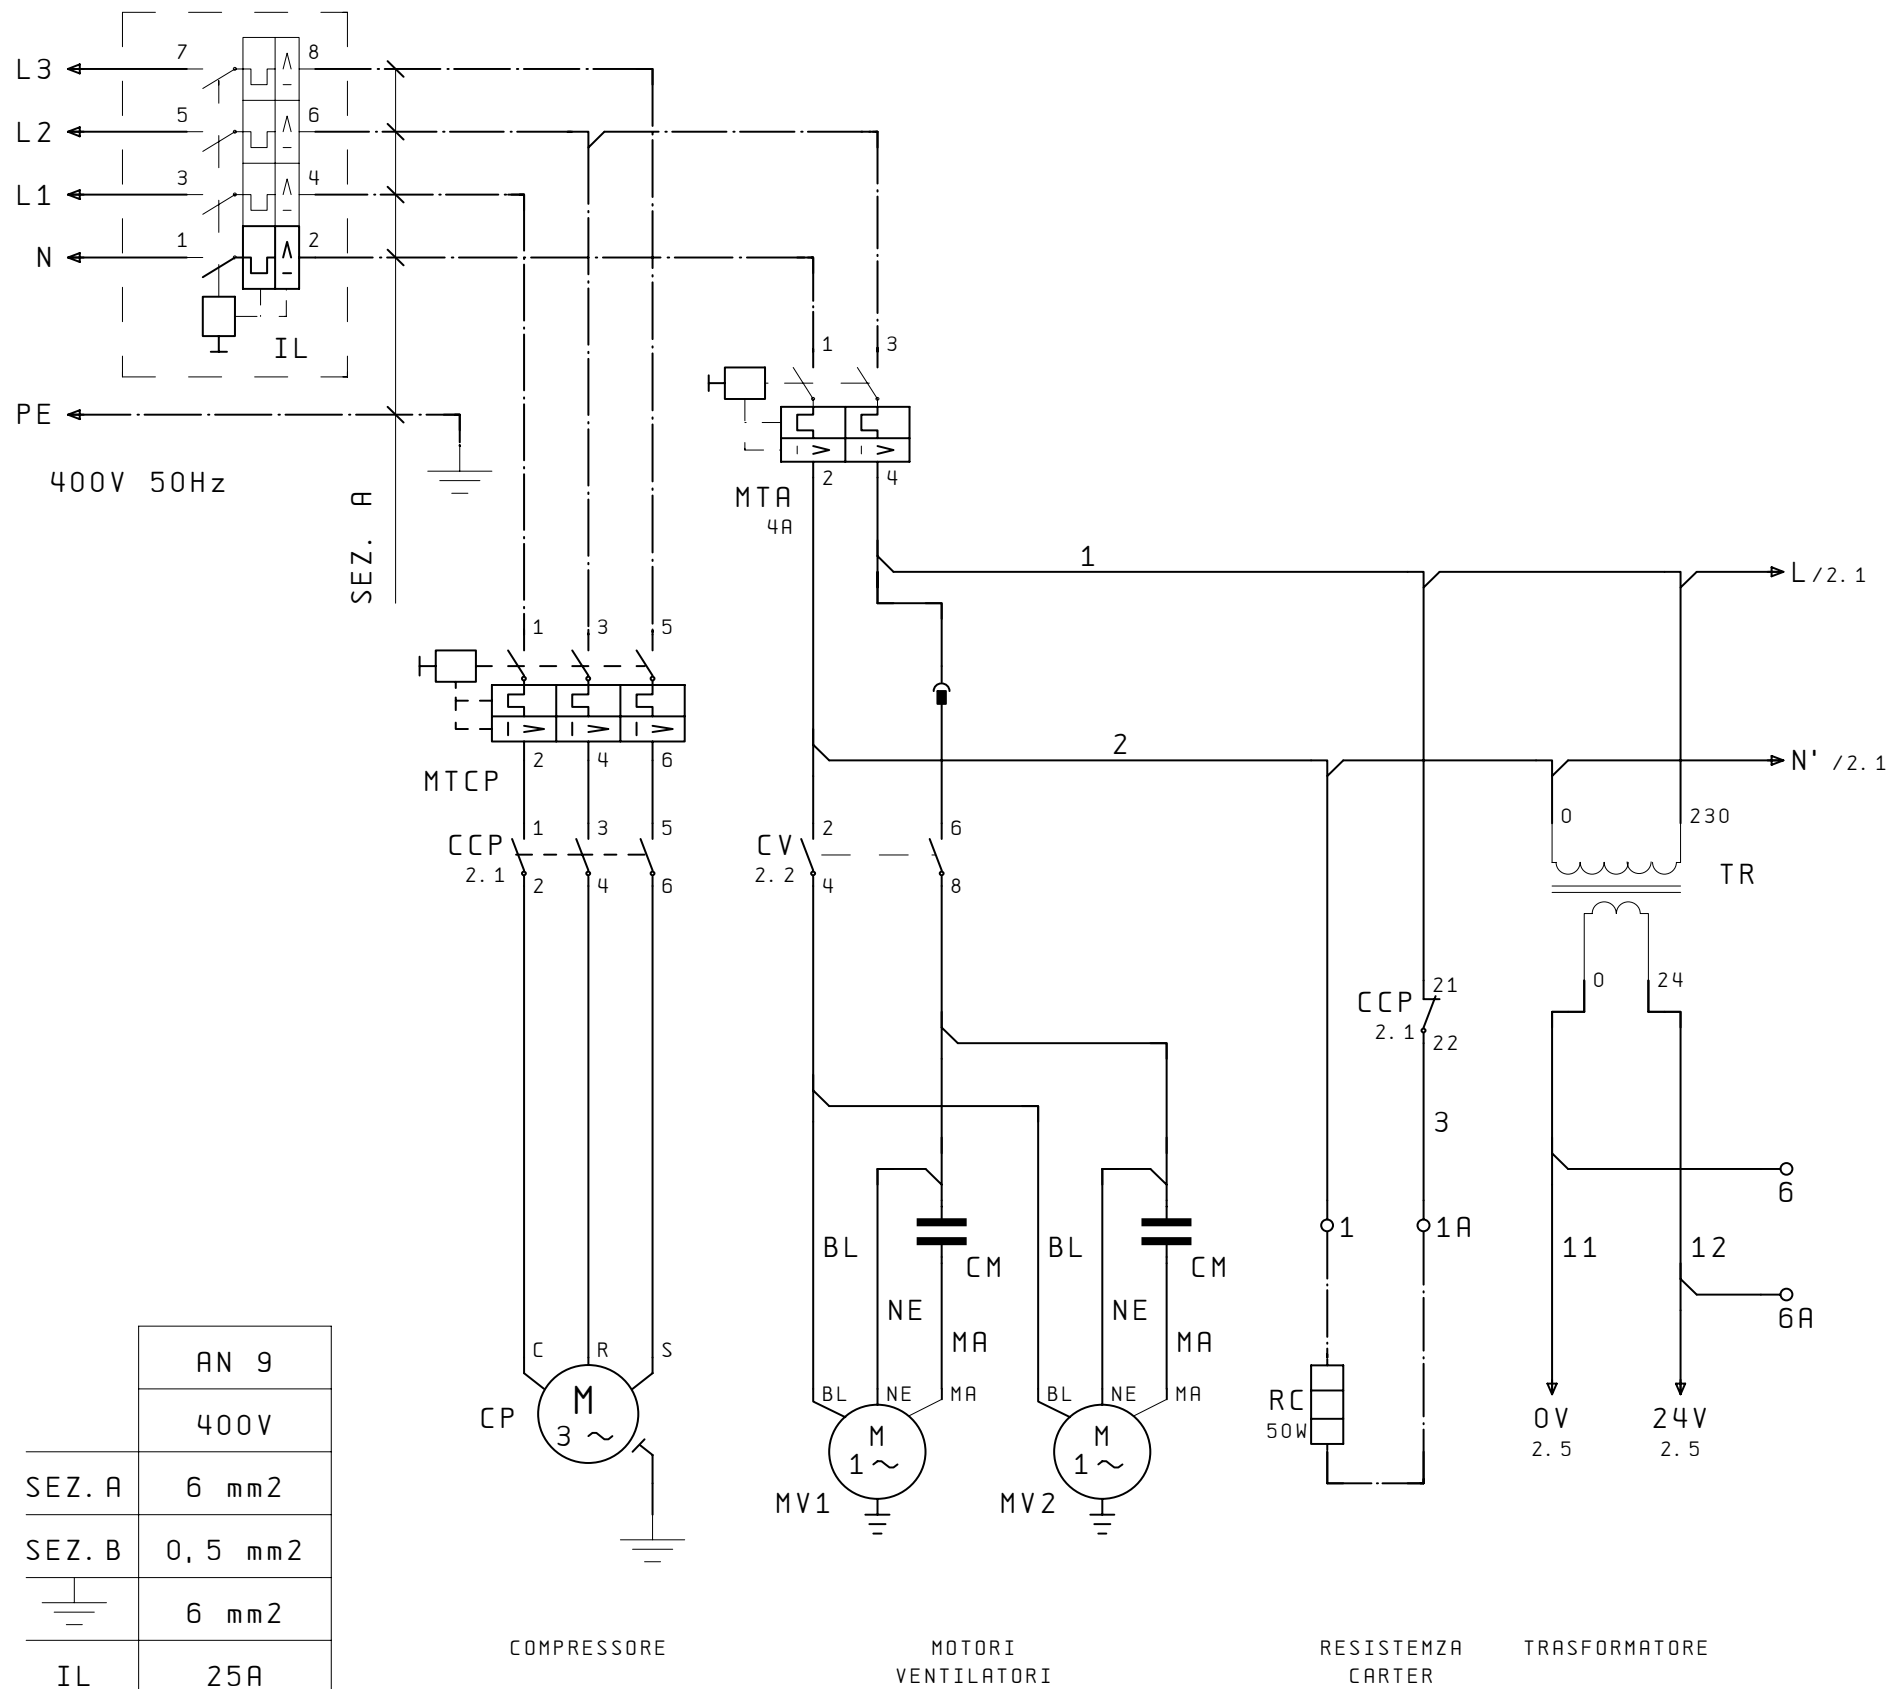 7 8
L3
5 6
L2
3 4
L1
1 2
N
IL
1 3
PE
400V 50Hz
SEZ. A
2 4
MTA
4A
1
L /2.1
1 3 5
2
N' /2.1
2 4 6
MTCP
0 230
1 3 5
2 6
CCP
2.1
CV
2.2
TR
2 4 6
4 8
0 24
21
CCP
2.1
22
3
6
1 1A
BL BL
11 12
CM CM
NE NE
6A
MA MA
C R S
AN 9
BL NE MA
BL NE MA
M
3 ~
CP
RC
50W
400V
0V
2.5
24V
2.5
M
1 ~
M
1 ~
SEZ. A 6 mm2
MV1 MV2
SEZ. B 0,5 mm2
6 mm2
COMPRESSORE
MOTORI
VENTILATORI
RESISTEMZA
CARTER
TRASFORMATORE
IL 25A